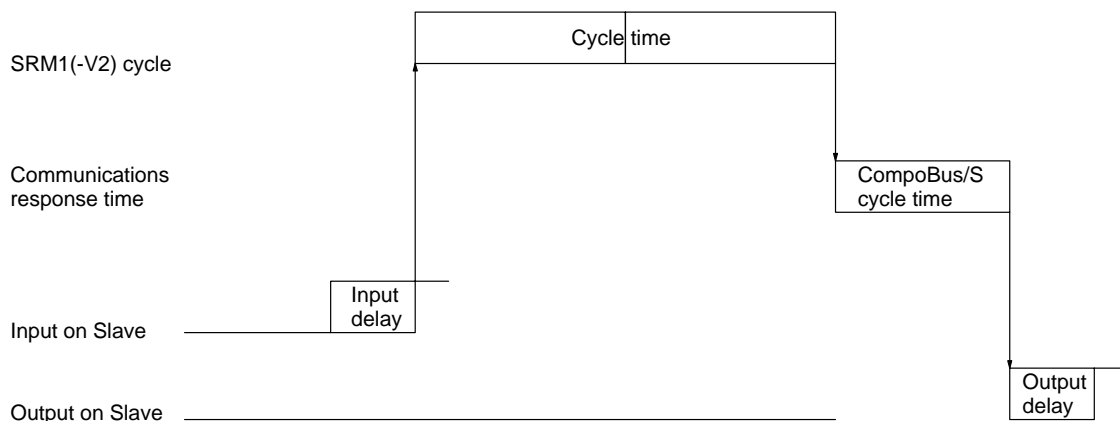 Cycle time
SRM1(-V2) cycle
Communications
response time
CompoBus/S
cycle time
Input
delay
Input on Slave
Output
delay
Output on Slave